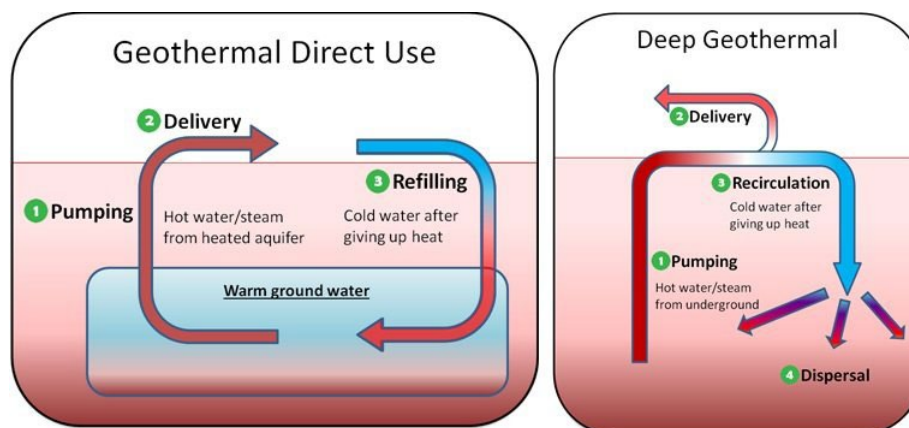 Geothermal Direct Use
2 Delivery
1 Pumping
Hot water/steam
from heated aquifer
3 Refilling
Cold water after
giving up heat
Warm ground water
Deep Geothermal
2 Delivery
3 Recirculation
Cold water after
giving up heat
1 Pumping
Hot water/steam
from underground
4 Dispersal